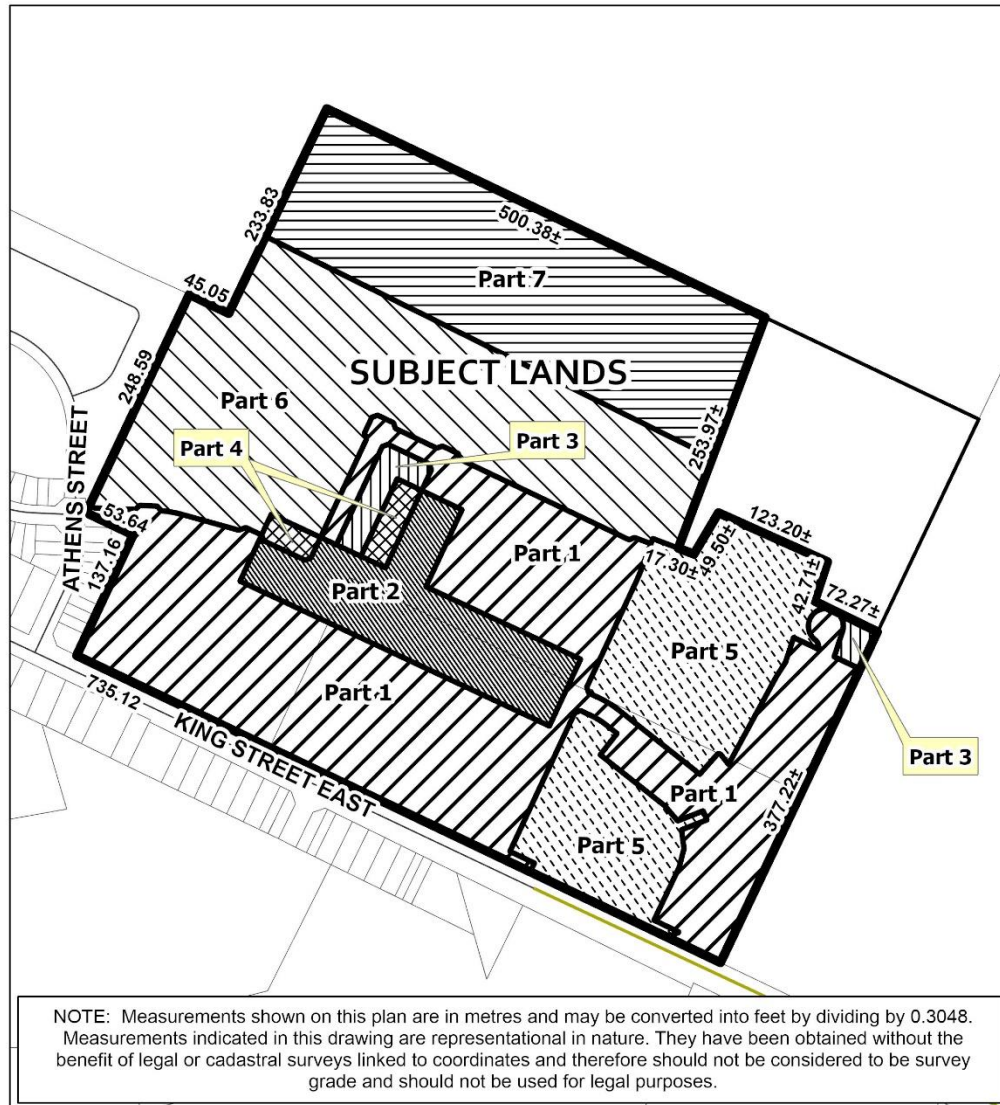 500.38±
233.83
Part 7
45.05
SUBJECT LANDS
248.59
Part 6
253.97±
Part 3
Part 4
ATHENS STREET
53.64
123.20±
49.50±
17.30±
Part 1
42.71±
72.27±
137.16
Part 2
Part 5
Part 1
735.12
KING STREET EAST
Part 3
Part 1
377.22±
Part 5
NOTE: Measurements shown on this plan are in metres and may be converted into feet by dividing by 0.3048.
Measurements indicated in this drawing are representational in nature. They have been obtained without the
benefit of legal or cadastral surveys linked to coordinates and therefore should not be considered to be survey
grade and should not be used for legal purposes.